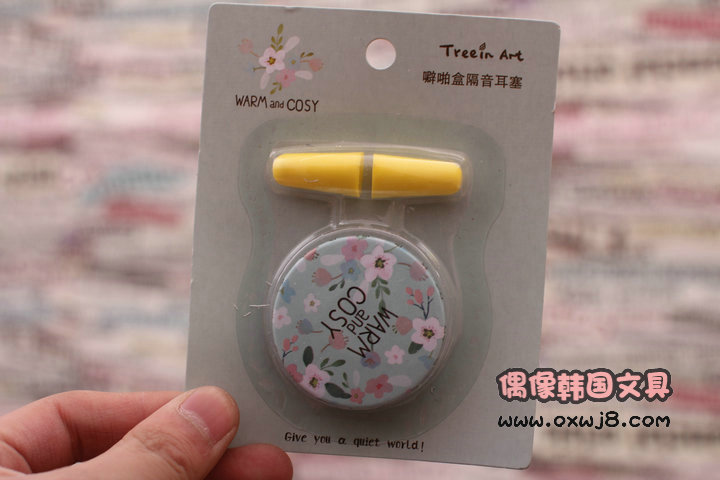 WARM and COSY
Treein Art
噼啪盒隔音耳塞
WARM
and
COSY
Give you a quiet world!
偶像韩国文具
www.oxwj8.com